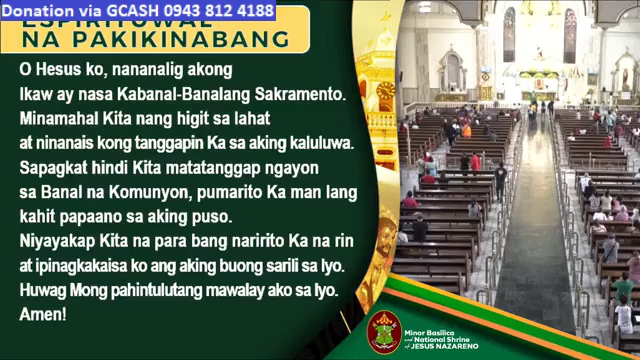 Donation via GCASH 0943 812 4188
ESPIRITUWAL
NA PAKIKINABANG
O Hesus ko, nananalig akong
Ikaw ay nasa Kabanal-Banalang Sakramento.
Minamahal Kita nang higit sa lahat
at ninanais kong tanggapin Ka sa aking kaluluwa.
Sapagkat hindi Kita matatanggap ngayon
sa Banal na Komunyon, pumarito Ka man lang
kahit papaano sa aking puso.
Niyayakap Kita na para bang naririto Ka na rin
at ipinagkakaisa ko ang aking buong sarili sa Iyo.
Huwag Mong pahintulutang mawalay ako sa Iyo.
Amen!
Minor Basilica
and National Shrine
of JESUS NAZARENO